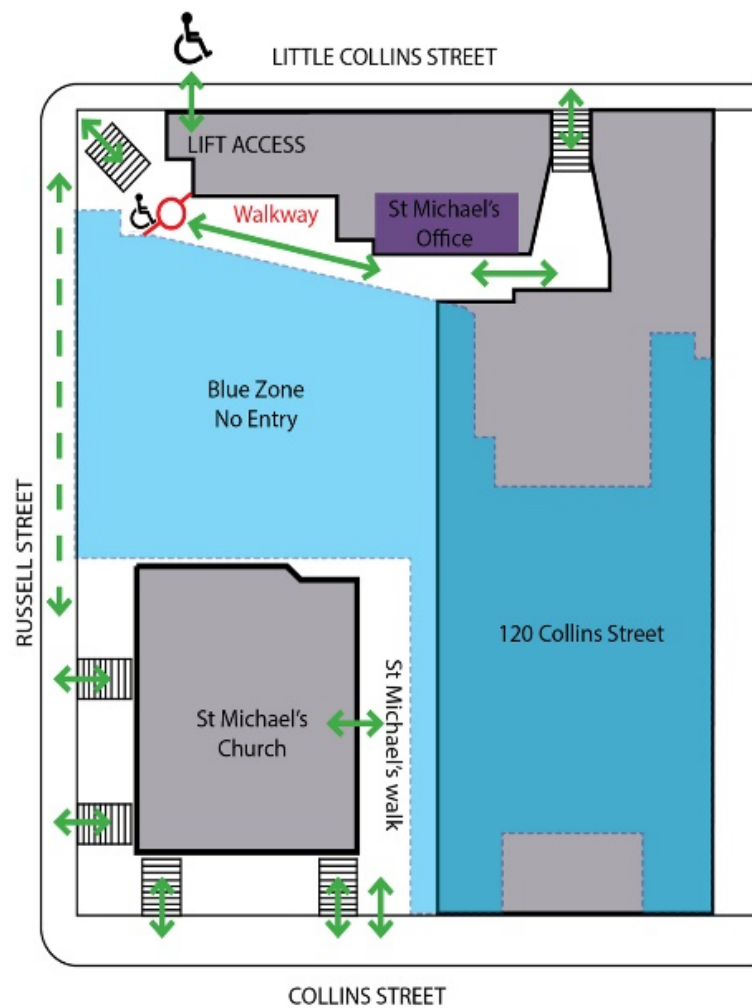 LITTLE COLLINS STREET
LIFT ACCESS
Walkway
St Michael's
Office
Blue Zone
No Entry
RUSSELL STREET
120 Collins Street
St Michael's
Church
St Michael's walk
COLLINS STREET